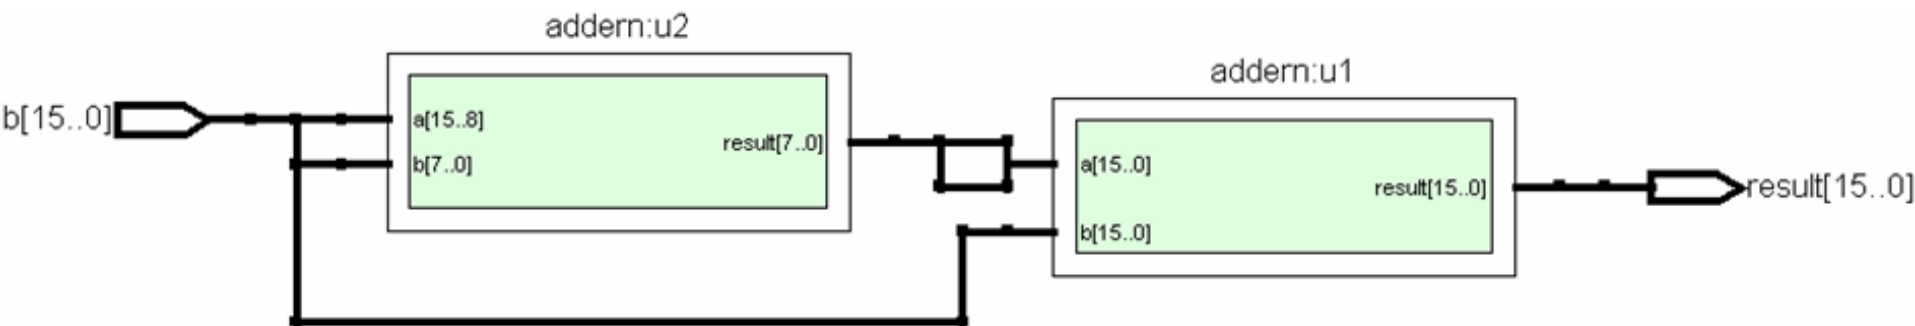 addern:u2
addern:u1
b[15..0]
a[15..8]
b[7..0]
result[7..0]
a[15..0]
b[15..0]
result[15..0]
result[15..0]